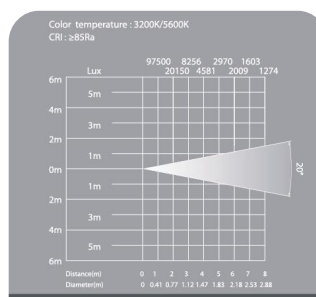 Color temperature : 3200K/5600K
CRI : ≥85Ra
97500 8256 2970 1603
Lux 20150 4581 2009 1274
6m
5m
4m
3m
2m
1m
0m
1m
2m
3m
4m
5m
6m
20°
Distance(m) 0 1 2 3 4 5 6 7 8
Diameter(m) 0 0.41 0.77 1.12 1.47 1.83 2.18 2.53 2.88